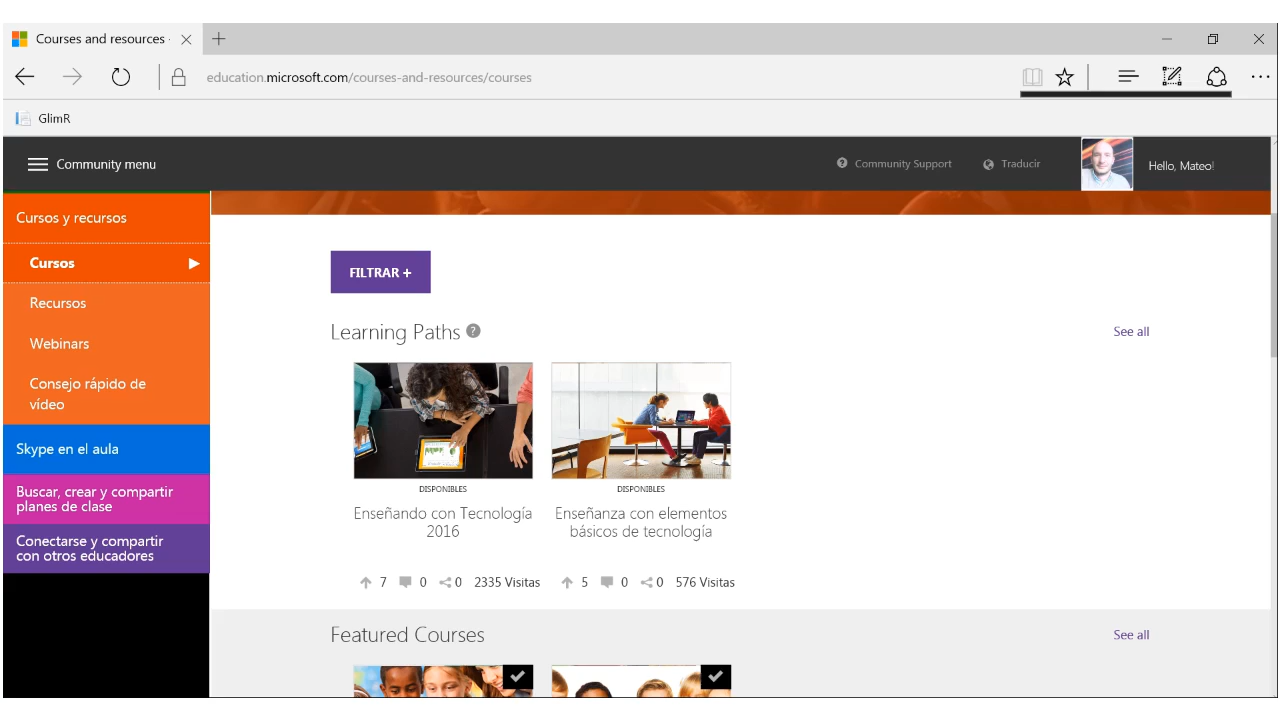 Courses and resources
education.microsoft.com/courses-and-resources/courses
GlimR
Community menu
Community Support
Traducir
Hello, Mateo!
Cursos y recursos
Cursos
Recursos
Webinars
Consejo rápido de
vídeo
Skype en el aula
Buscar, crear y compartir
planes de clase
Conectarse y compartir
con otros educadores
FILTRAR +
Learning Paths ?
See all
DISPONIBLES
Enseñando con Tecnología
2016
7 0 0 2335 Visitas
DISPONIBLES
Enseñanza con elementos
básicos de tecnología
5 0 0 576 Visitas
Featured Courses
See all